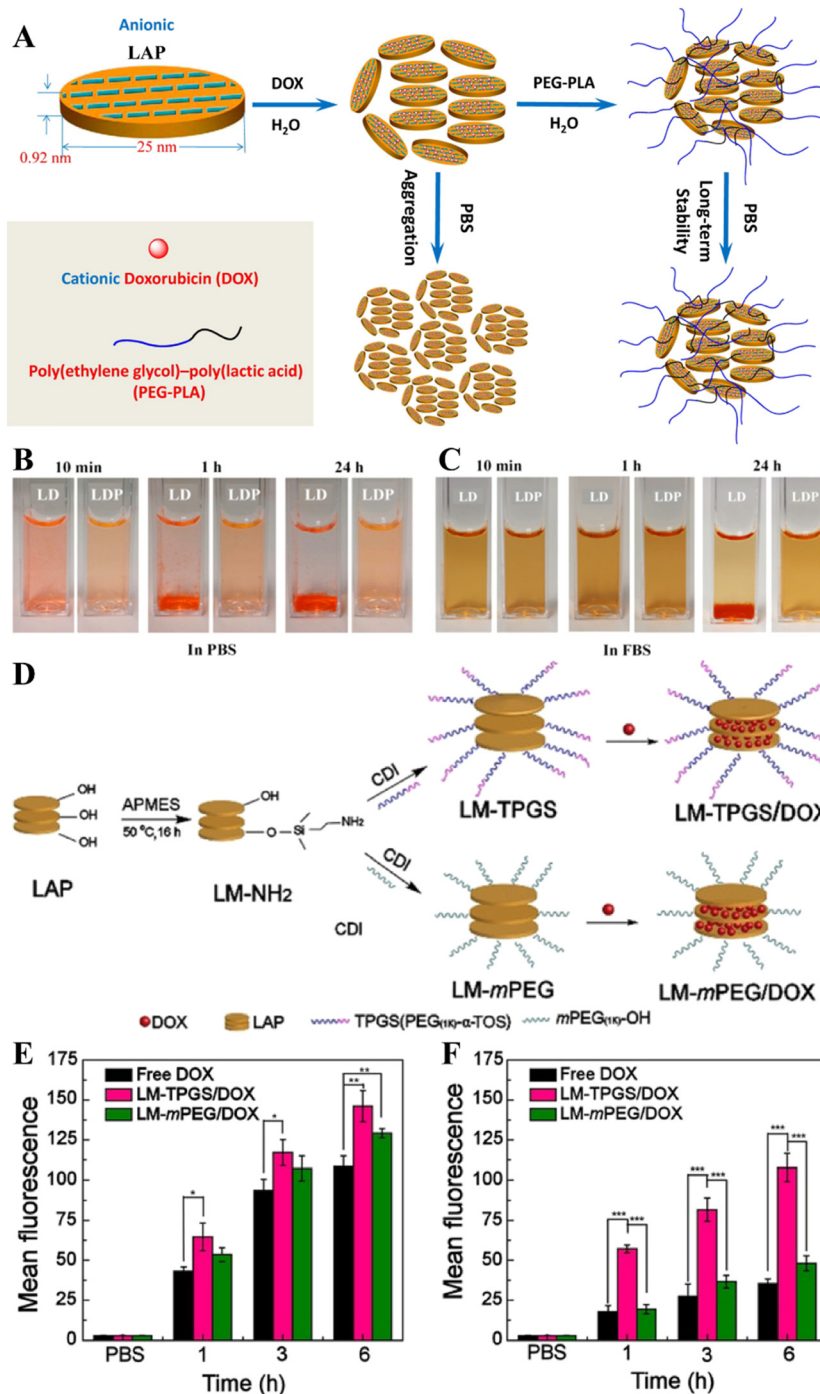 A
Anionic
LAP
0.92 nm
25 nm
DOX
H2O
PEG-PLA
H2O
Aggregation
PBS
Long-term
Stability
PBS
Cationic Doxorubicin (DOX)
Poly(ethylene glycol)–poly(lactic acid)
(PEG-PLA)
B
10 min
1 h
24 h
LD
LDP
LD
LDP
LD
LDP
In PBS
C
10 min
1 h
24 h
LD
LDP
LD
LDP
LD
LDP
In FBS
D
OH
OH
OH
LAP
APMES
50 °C, 16 h
OH
O
Si
NH2
LM-NH2
CDI
CDI
CDI
LM-TPGS
LM-TPGS/DOX
LM-mPEG
LM-mPEG/DOX
DOX
LAP
TPGS(PEG(1K)-α-TOS)
mPEG(1K)-OH
E
Mean fluorescence
175
150
125
100
75
50
25
0
Free DOX
LM-TPGS/DOX
LM-mPEG/DOX
*
*
**
**
PBS
1
3
6
Time (h)
F
Mean fluorescence
175
150
125
100
75
50
25
0
Free DOX
LM-TPGS/DOX
LM-mPEG/DOX
***
***
***
***
***
***
PBS
1
3
6
Time (h)